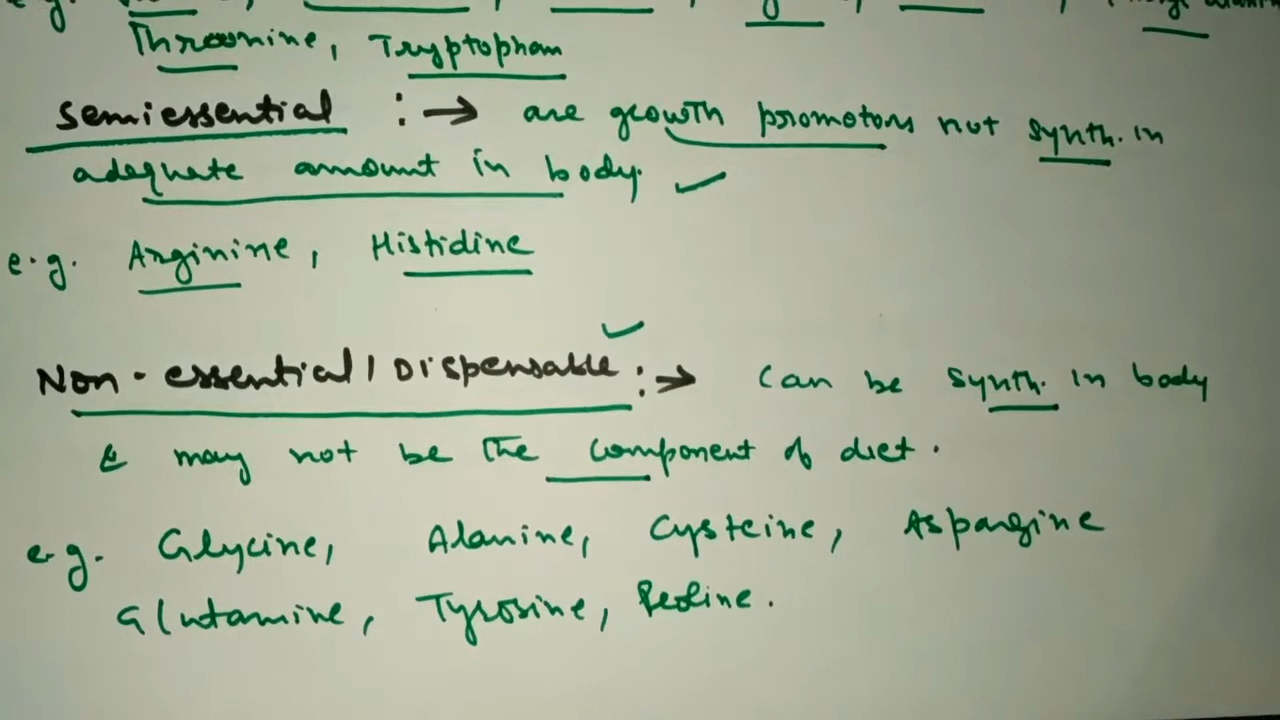 Threonine, Tryptophan
Semiessential :→ are growth promotors not synth. in
adequate amount in body.
e.g. Arginine, Histidine
Non-essential/Dispensable :→ Can be synth. in body
& may not be the component of diet.
e.g. Glycine, Alanine, Cysteine, Aspargine
Glutamine, Tyrosine, Proline.